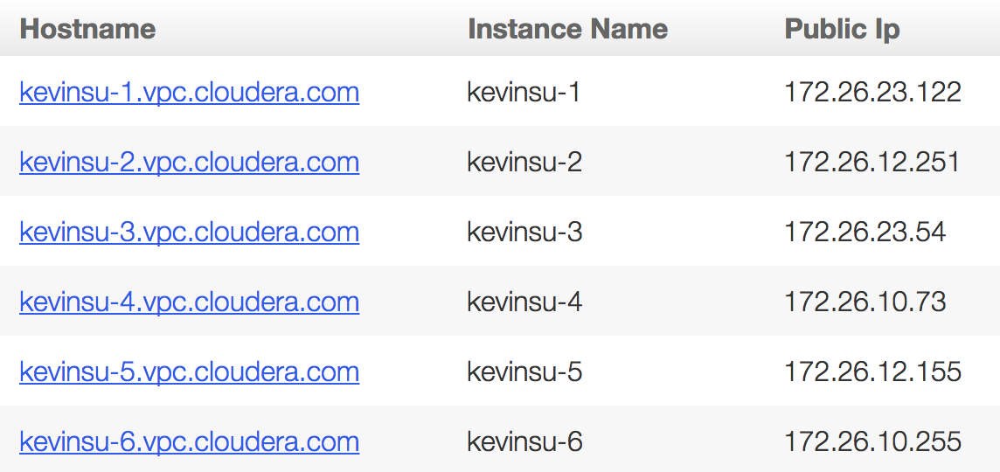 Hostname Instance Name Public Ip
kevinsu-1.vpc.cloudera.com kevinsu-1 172.26.23.122
kevinsu-2.vpc.cloudera.com kevinsu-2 172.26.12.251
kevinsu-3.vpc.cloudera.com kevinsu-3 172.26.23.54
kevinsu-4.vpc.cloudera.com kevinsu-4 172.26.10.73
kevinsu-5.vpc.cloudera.com kevinsu-5 172.26.12.155
kevinsu-6.vpc.cloudera.com kevinsu-6 172.26.10.255